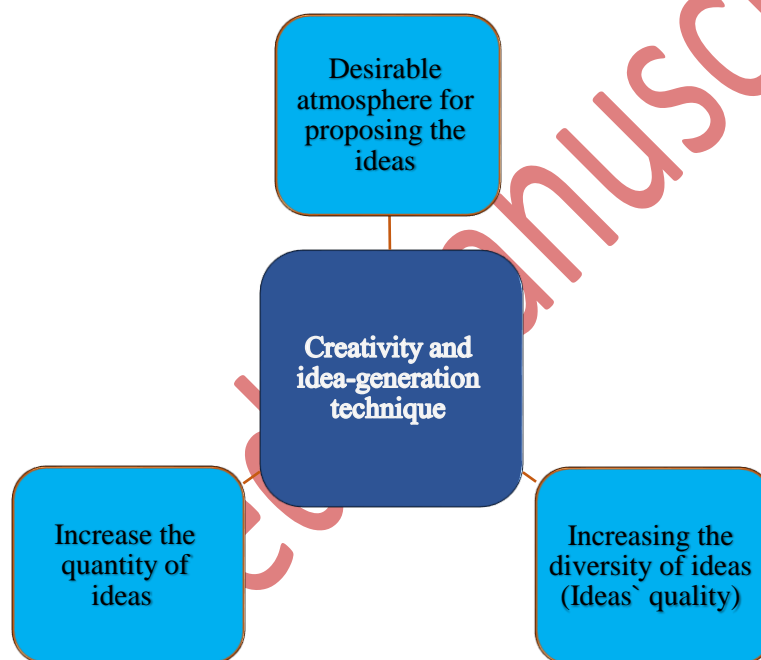 Desirable
atmosphere for
proposing the
ideas
Creativity and
idea-generation
technique
Increase the
quantity of
ideas
Increasing the
diversity of ideas
(Ideas` quality)